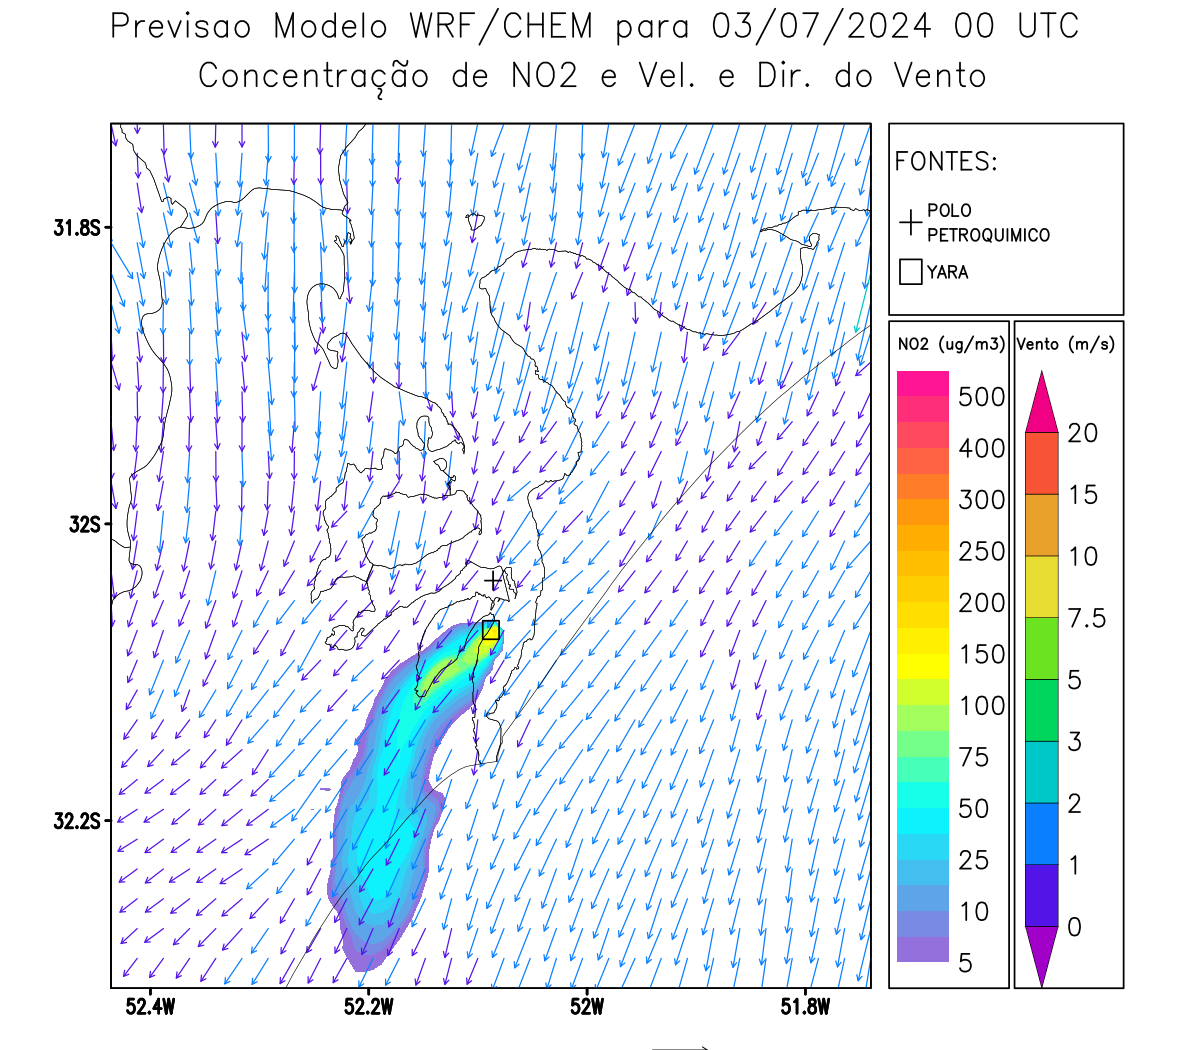 Previsao Modelo WRF/CHEM para 03/07/2024 00 UTC
Concentração de NO2 e Vel. e Dir. do Vento
FONTES:
POLO
PETROQUIMICO
YARA
NO2 (ug/m3)
500
400
300
250
200
150
100
75
50
25
10
5
Vento (m/s)
20
15
10
7.5
5
3
2
1
0
31.8S
32S
32.2S
52.4W
52.2W
52W
51.8W